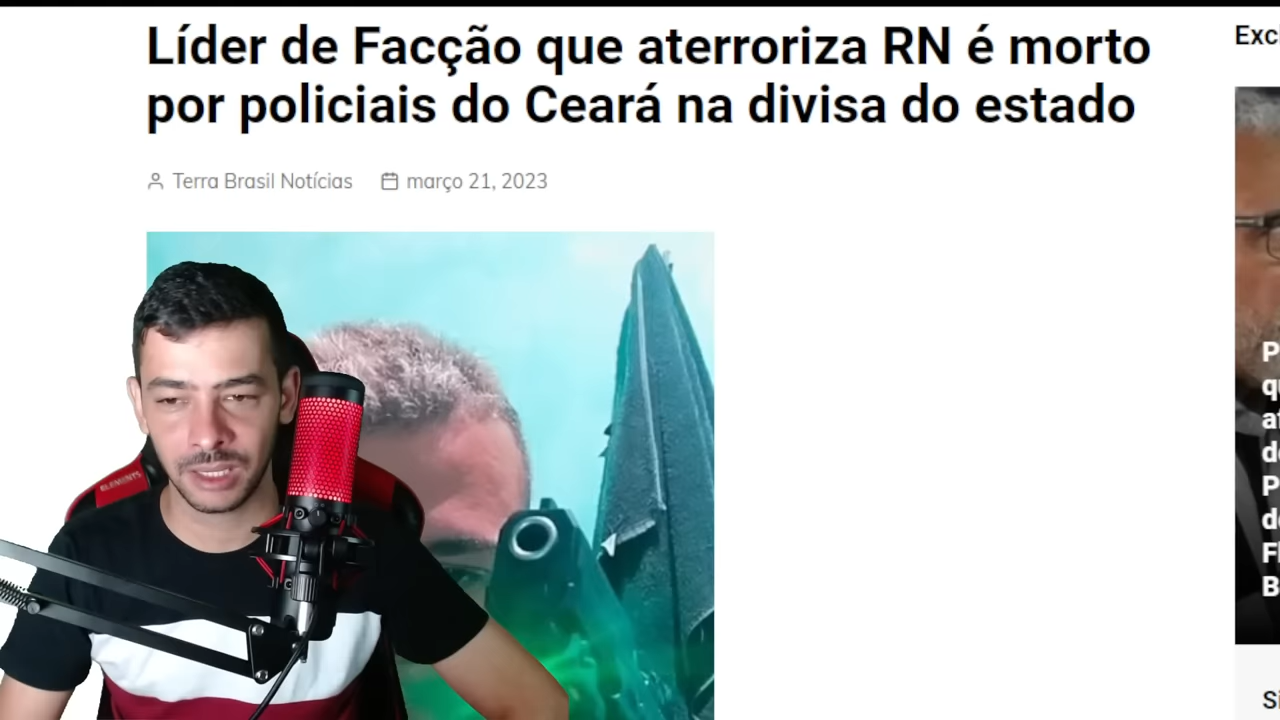 Líder de Facção que aterroriza RN é morto
por policiais do Ceará na divisa do estado
Terra Brasil Notícias março 21, 2023
ELEMENTS